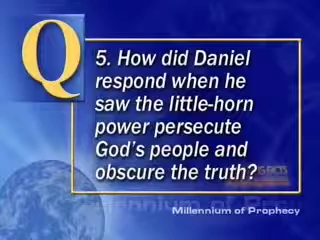 Q
5. How did Daniel
respond when he
saw the little-horn
power persecute
God's people and
obscure the truth?
Millennium of Prophecy